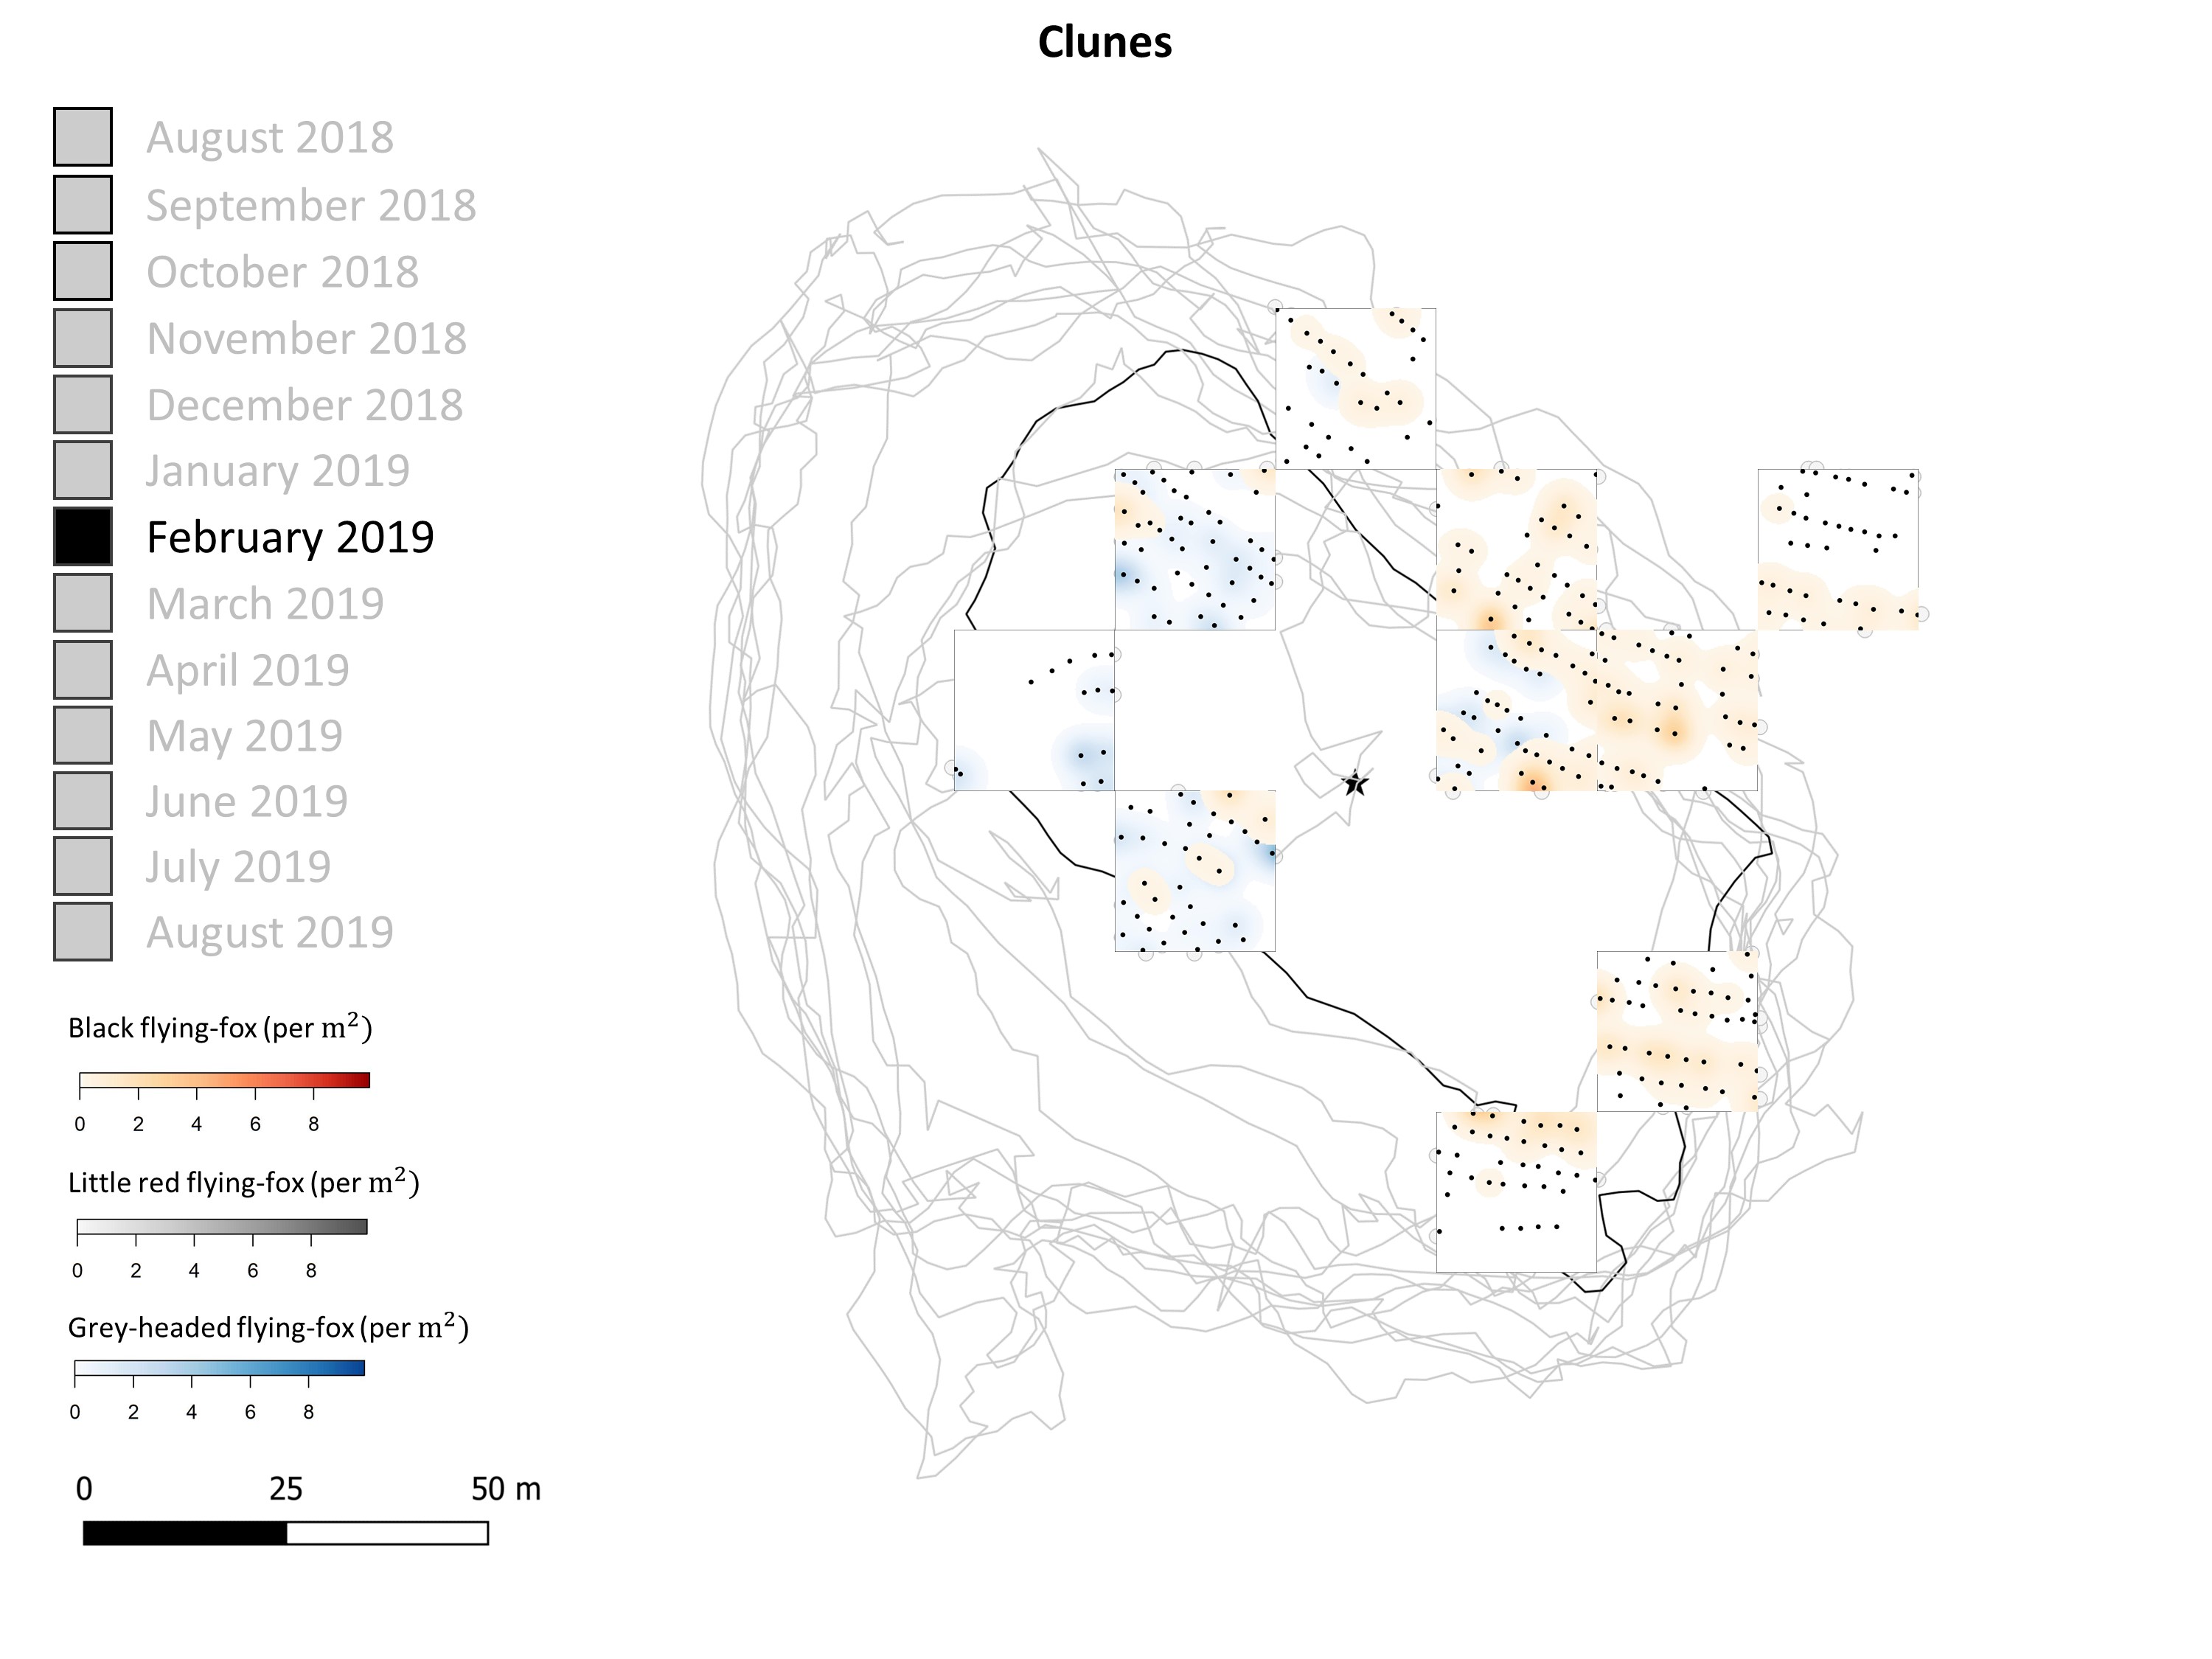 Clunes
August 2018
September 2018
October 2018
November 2018
December 2018
January 2019
February 2019
March 2019
April 2019
May 2019
June 2019
July 2019
August 2019
Black flying-fox (per m²)
0 2 4 6 8
Little red flying-fox (per m²)
0 2 4 6 8
Grey-headed flying-fox (per m²)
0 2 4 6 8
0 25 50 m